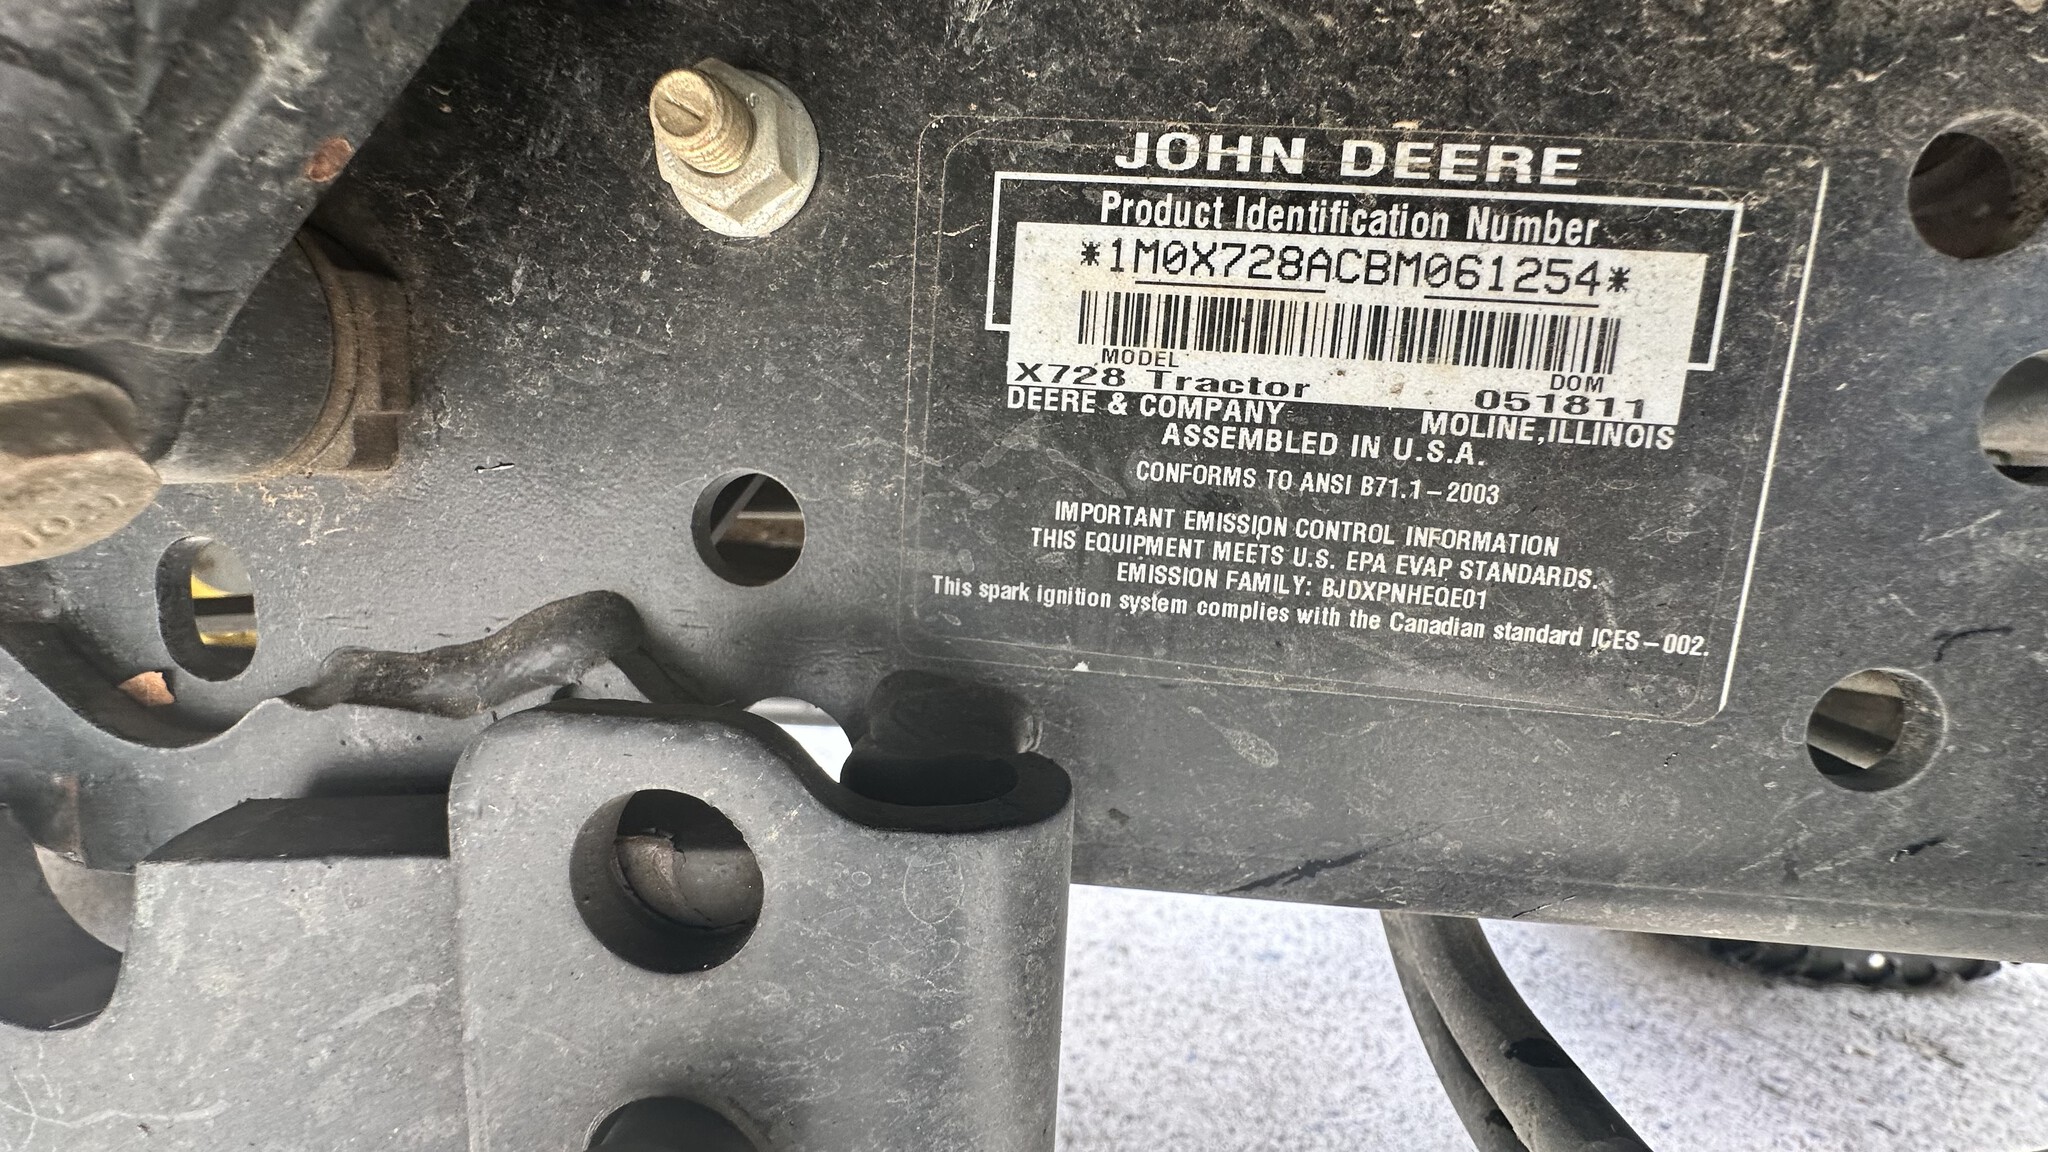 JOHN DEERE
Product Identification Number
*1M0X728ACBM061254*
MODEL
DOM
X728 Tractor 051811
DEERE & COMPANY MOLINE, ILLINOIS
ASSEMBLED IN U.S.A.
CONFORMS TO ANSI B71.1-2003
IMPORTANT EMISSION CONTROL INFORMATION
THIS EQUIPMENT MEETS U.S. EPA EVAP STANDARDS.
EMISSION FAMILY: BJDXPNHEQE01
This spark ignition system complies with the Canadian standard ICES-002.